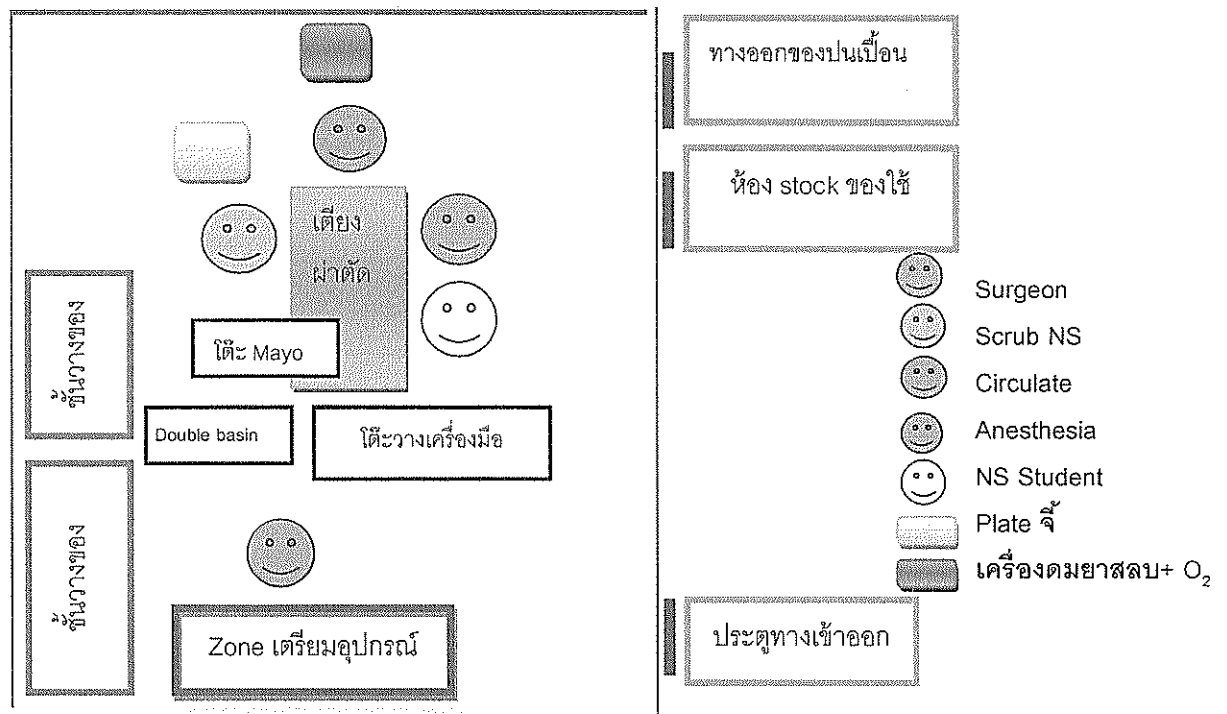 ทางออกของปนเปื้อน
ห้อง stock ของใช้
เตียง
ผ่าตัด
ชั้นวางของ
โต๊ะ Mayo
Double basin
โต๊ะวางเครื่องมือ
ชั้นวางของ
Zone เตรียมอุปกรณ์
Surgeon
Scrub NS
Circulate
Anesthesia
NS Student
Plate จี้
เครื่องดมยาสลบ+ O₂
ประตูทางเข้าออก